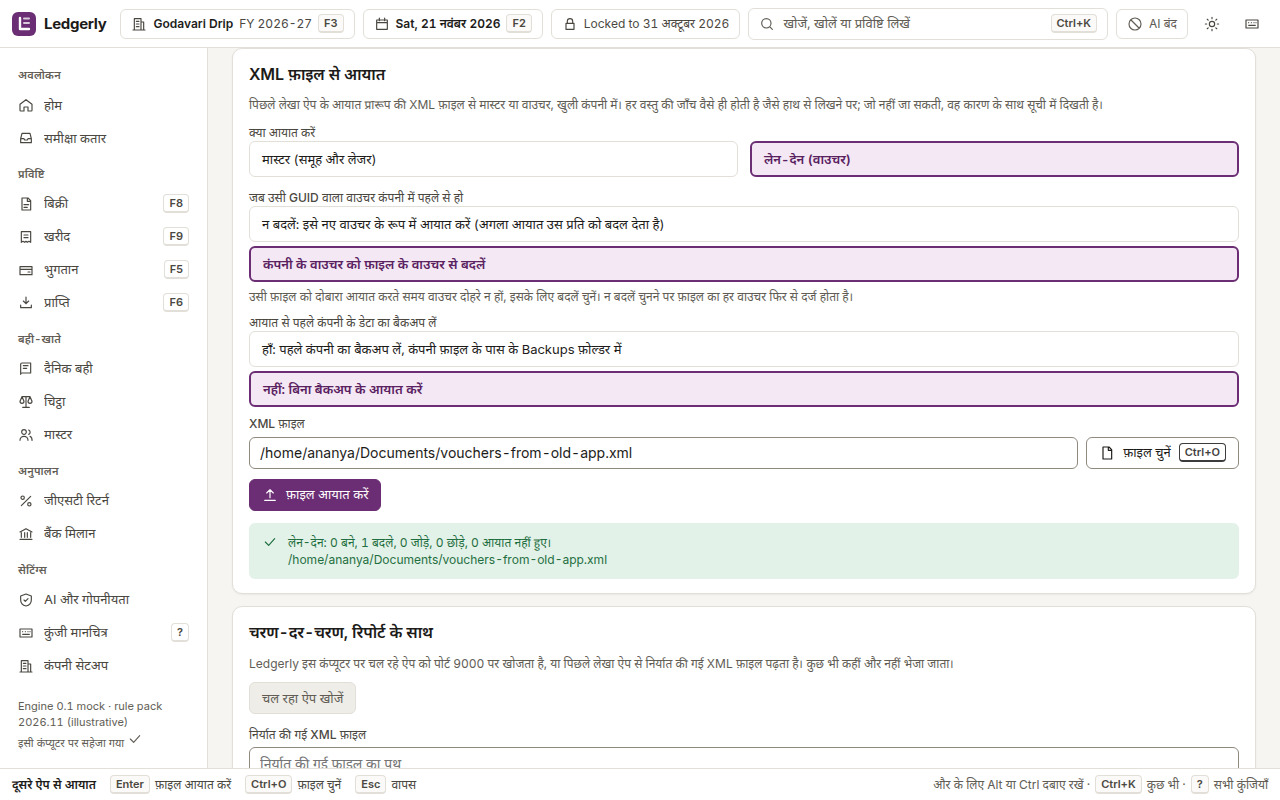 Ledgerly
Godavari Drip FY 2026-27 F3
Sat, 21 नवंबर 2026 F2
Locked to 31 अक्टूबर 2026
खोजें, खोलें या प्रविष्टि लिखें Ctrl+K
AI बंद
अवलोकन
होम
समीक्षा कतार
प्रविष्टि
बिक्री F8
खरीद F9
भुगतान F5
प्राप्ति F6
बही-खाते
दैनिक बही
चिट्ठा
मास्टर
अनुपालन
जीएसटी रिटर्न
बैंक मिलान
सेटिंग्स
AI और गोपनीयता
कुंजी मानचित्र ?
कंपनी सेटअप
Engine 0.1 mock · rule pack
2026.11 (illustrative)
इसी कंप्यूटर पर सहेजा गया
XML फ़ाइल से आयात
पिछले लेखा ऐप के आयात प्रारूप की XML फ़ाइल से मास्टर या वाउचर, खुली कंपनी में। हर वस्तु की जाँच वैसे ही होती है जैसे हाथ से लिखने पर; जो नहीं जा सकती, वह कारण के साथ सूची में दिखती है।
क्या आयात करें
मास्टर (समूह और लेजर)
लेन-देन (वाउचर)
जब उसी GUID वाला वाउचर कंपनी में पहले से हो
न बदलें: इसे नए वाउचर के रूप में आयात करें (अगला आयात उस प्रति को बदल देता है)
कंपनी के वाउचर को फ़ाइल के वाउचर से बदलें
उसी फ़ाइल को दोबारा आयात करते समय वाउचर दोहरे न हों, इसके लिए बदलें चुनें। न बदलें चुनने पर फ़ाइल का हर वाउचर फिर से दर्ज होता है।
आयात से पहले कंपनी के डेटा का बैकअप लें
हाँ: पहले कंपनी का बैकअप लें, कंपनी फ़ाइल के पास के Backups फ़ोल्डर में
नहीं: बिना बैकअप के आयात करें
XML फ़ाइल
/home/ananya/Documents/vouchers-from-old-app.xml
फ़ाइल चुनें Ctrl+O
फ़ाइल आयात करें
लेन-देन: 0 बने, 1 बदले, 0 जोड़े, 0 छोड़े, 0 आयात नहीं हुए।
/home/ananya/Documents/vouchers-from-old-app.xml
चरण-दर-चरण, रिपोर्ट के साथ
Ledgerly इस कंप्यूटर पर चल रहे ऐप को पोर्ट 9000 पर खोजता है, या पिछले लेखा ऐप से निर्यात की गई XML फ़ाइल पढ़ता है। कुछ भी कहीं और नहीं भेजा जाता।
चल रहा ऐप खोजें
निर्यात की गई XML फ़ाइल
निर्यात की गई फ़ाइल का पथ
दूसरे ऐप से आयात Enter फ़ाइल आयात करें Ctrl+O फ़ाइल चुनें Esc वापस
और के लिए Alt या Ctrl दबाए रखें · Ctrl+K कुछ भी · ? सभी कुंजियाँ